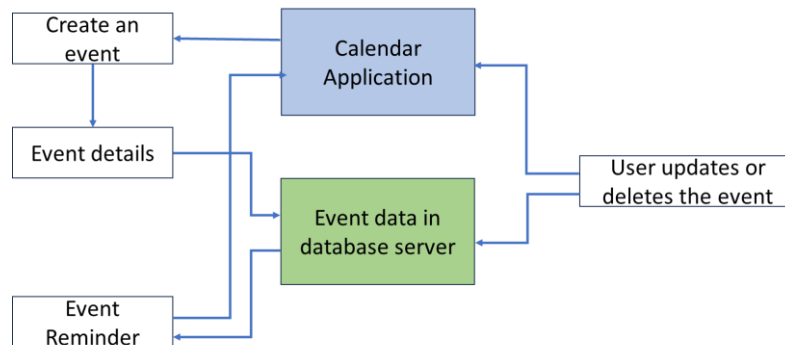 Create an
event
Calendar
Application
Event details
User updates or
deletes the event
Event data in
database server
Event
Reminder